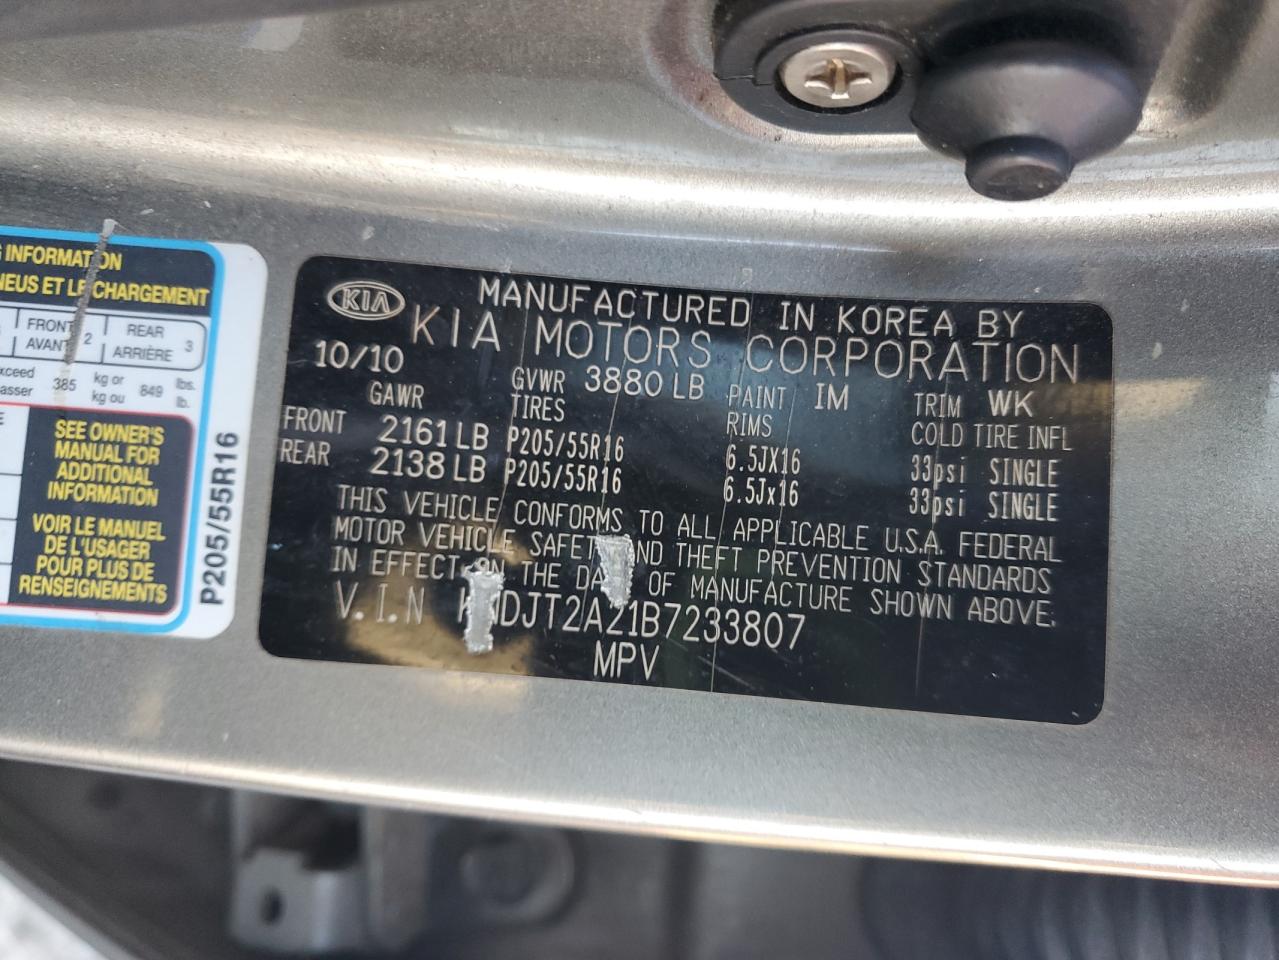 INFORMATION
NEUS ET LE CHARGEMENT
FRONT
AVANT 2
REAR
ARRIÈRE 3
385 kg or
kg ou 849 lbs.
lb.
SEE OWNER'S
MANUAL FOR
ADDITIONAL
INFORMATION
VOIR LE MANUEL
DE L'USAGER
POUR PLUS DE
RENSEIGNEMENTS
P205/55R16
KIA
MANUFACTURED IN KOREA BY
KIA MOTORS CORPORATION
10/10 GVWR 3880 LB PAINT IM TRIM WK
GAWR TIRES RIMS COLD TIRE INFL
FRONT 2161 LB P205/55R16 6.5JX16 33psi SINGLE
REAR 2138 LB P205/55R16 6.5Jx16 33psi SINGLE
THIS VEHICLE CONFORMS TO ALL APPLICABLE U.S.A. FEDERAL
MOTOR VEHICLE SAFETY AND THEFT PREVENTION STANDARDS
IN EFFECT ON THE DATE OF MANUFACTURE SHOWN ABOVE.
V.I.N KNDJT2A21B7233807
MPV